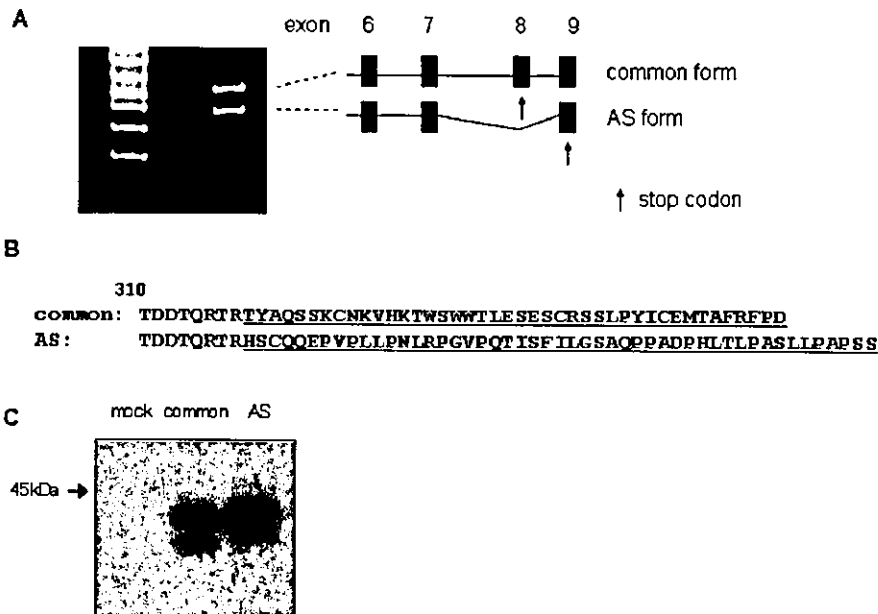 A
exon 6 7 8 9
common form
AS form
↑ stop codon
B
310
common: TDDTQRTRTYAQSSKCNKVHKTWSWWTLESESCRSSLPYICEMTAFRFPD
AS: TDDTQRTRHSCQQEPVPLLPNLRPGVPQTISFILGSAQPPADPHLTLPASLLPAPSS
C
mock common AS
45kDa →